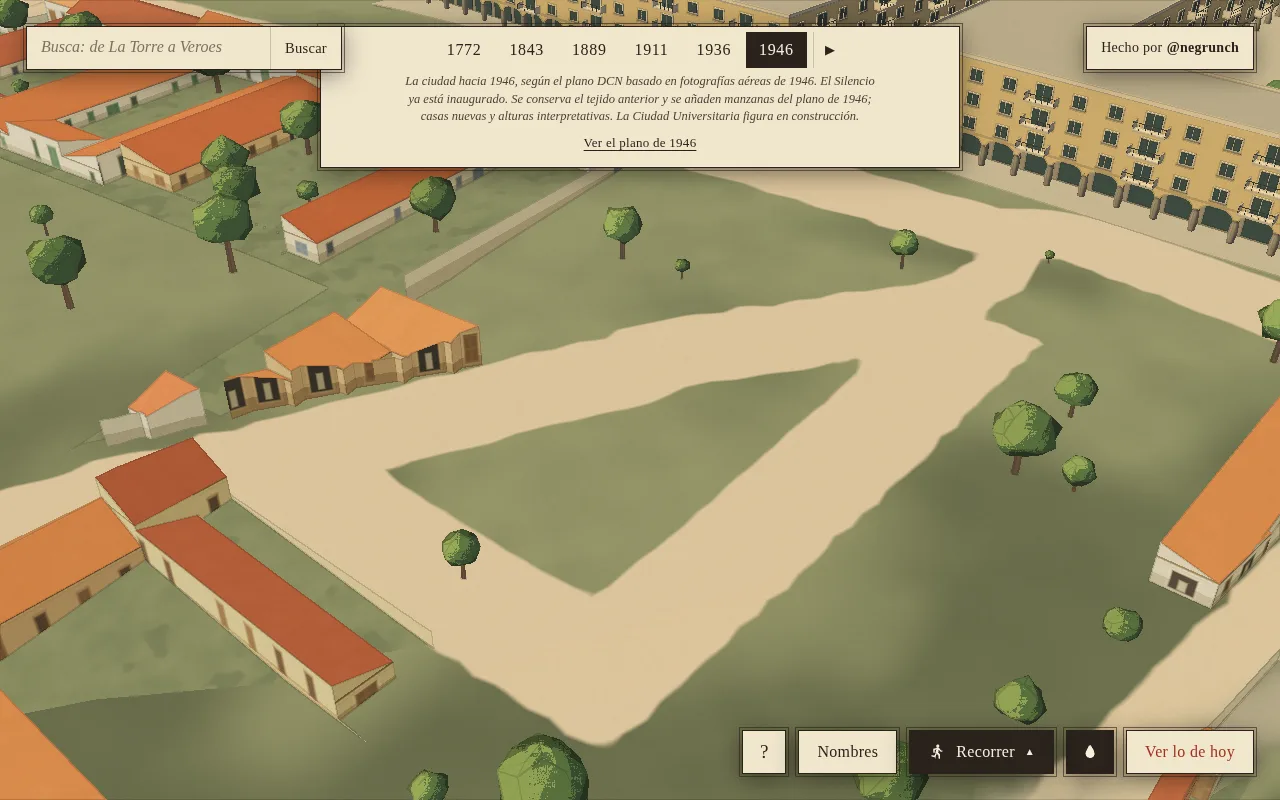 Busca: de La Torre a Veroes
Buscar
1772 1843 1889 1911 1936 1946 ▶
La ciudad hacia 1946, según el plano DCN basado en fotografías aéreas de 1946. El Silencio
ya está inaugurado. Se conserva el tejido anterior y se añaden manzanas del plano de 1946;
casas nuevas y alturas interpretativas. La Ciudad Universitaria figura en construcción.
Ver el plano de 1946
Hecho por @negrunch
?
Nombres
Recorrer ▲
Ver lo de hoy